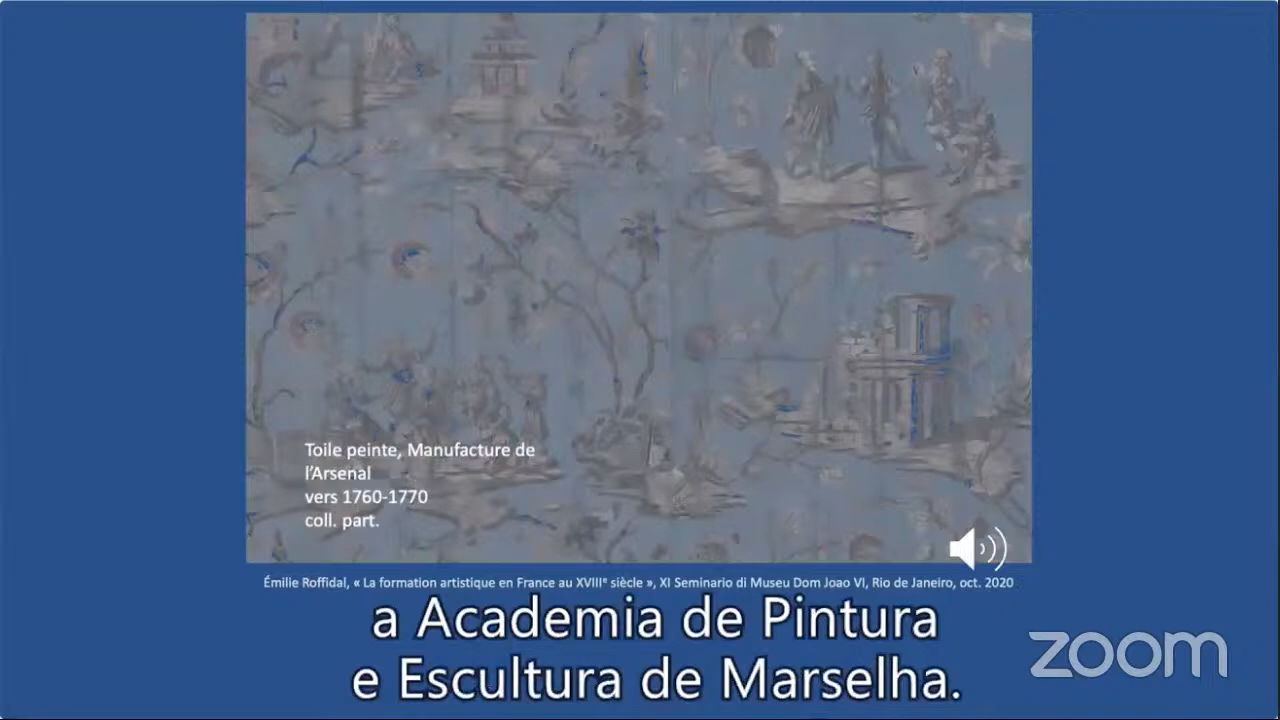 Toile peinte, Manufacture de
l'Arsenal
vers 1760-1770
coll. part.
Émilie Roffidal, « La formation artistique en France au XVIIIᵉ siècle », XI Seminario di Museu Dom Joao VI, Rio de Janeiro, oct. 2020
a Academia de Pintura
e Escultura de Marselha.
zoom